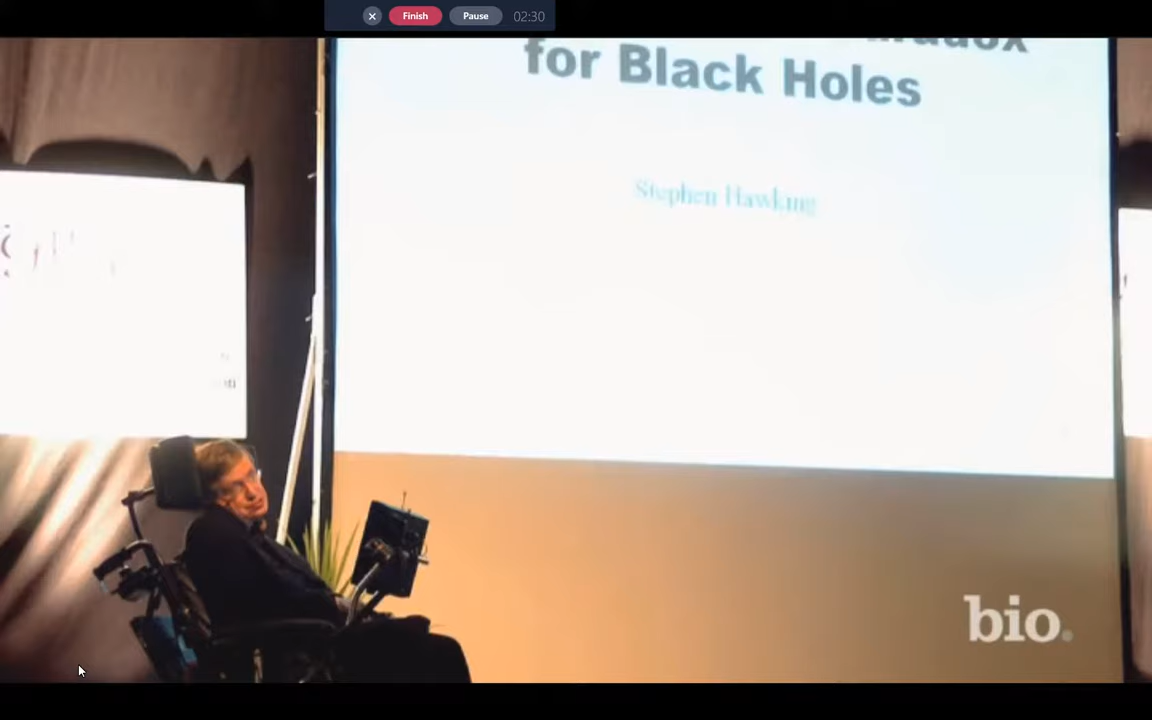 Finish Pause 02:30
for Black Holes
Stephen Hawking
bio.